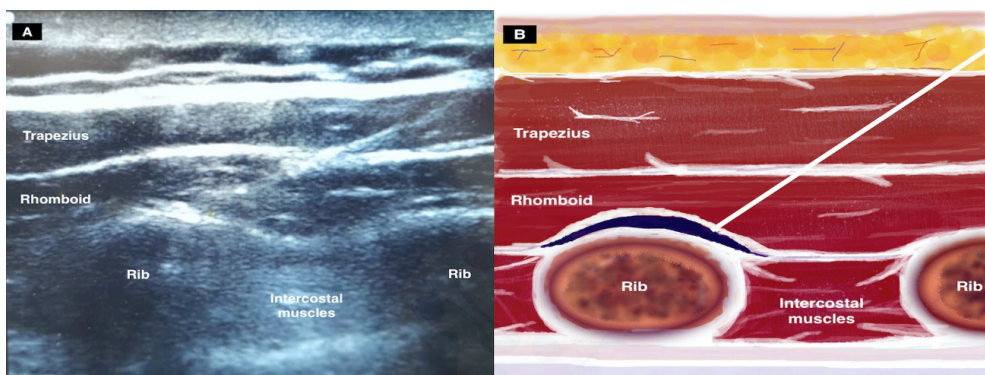 A
Trapezius
Rhomboid
Rib
Rib
Intercostal
muscles
B
Trapezius
Rhomboid
Rib
Rib
Intercostal
muscles